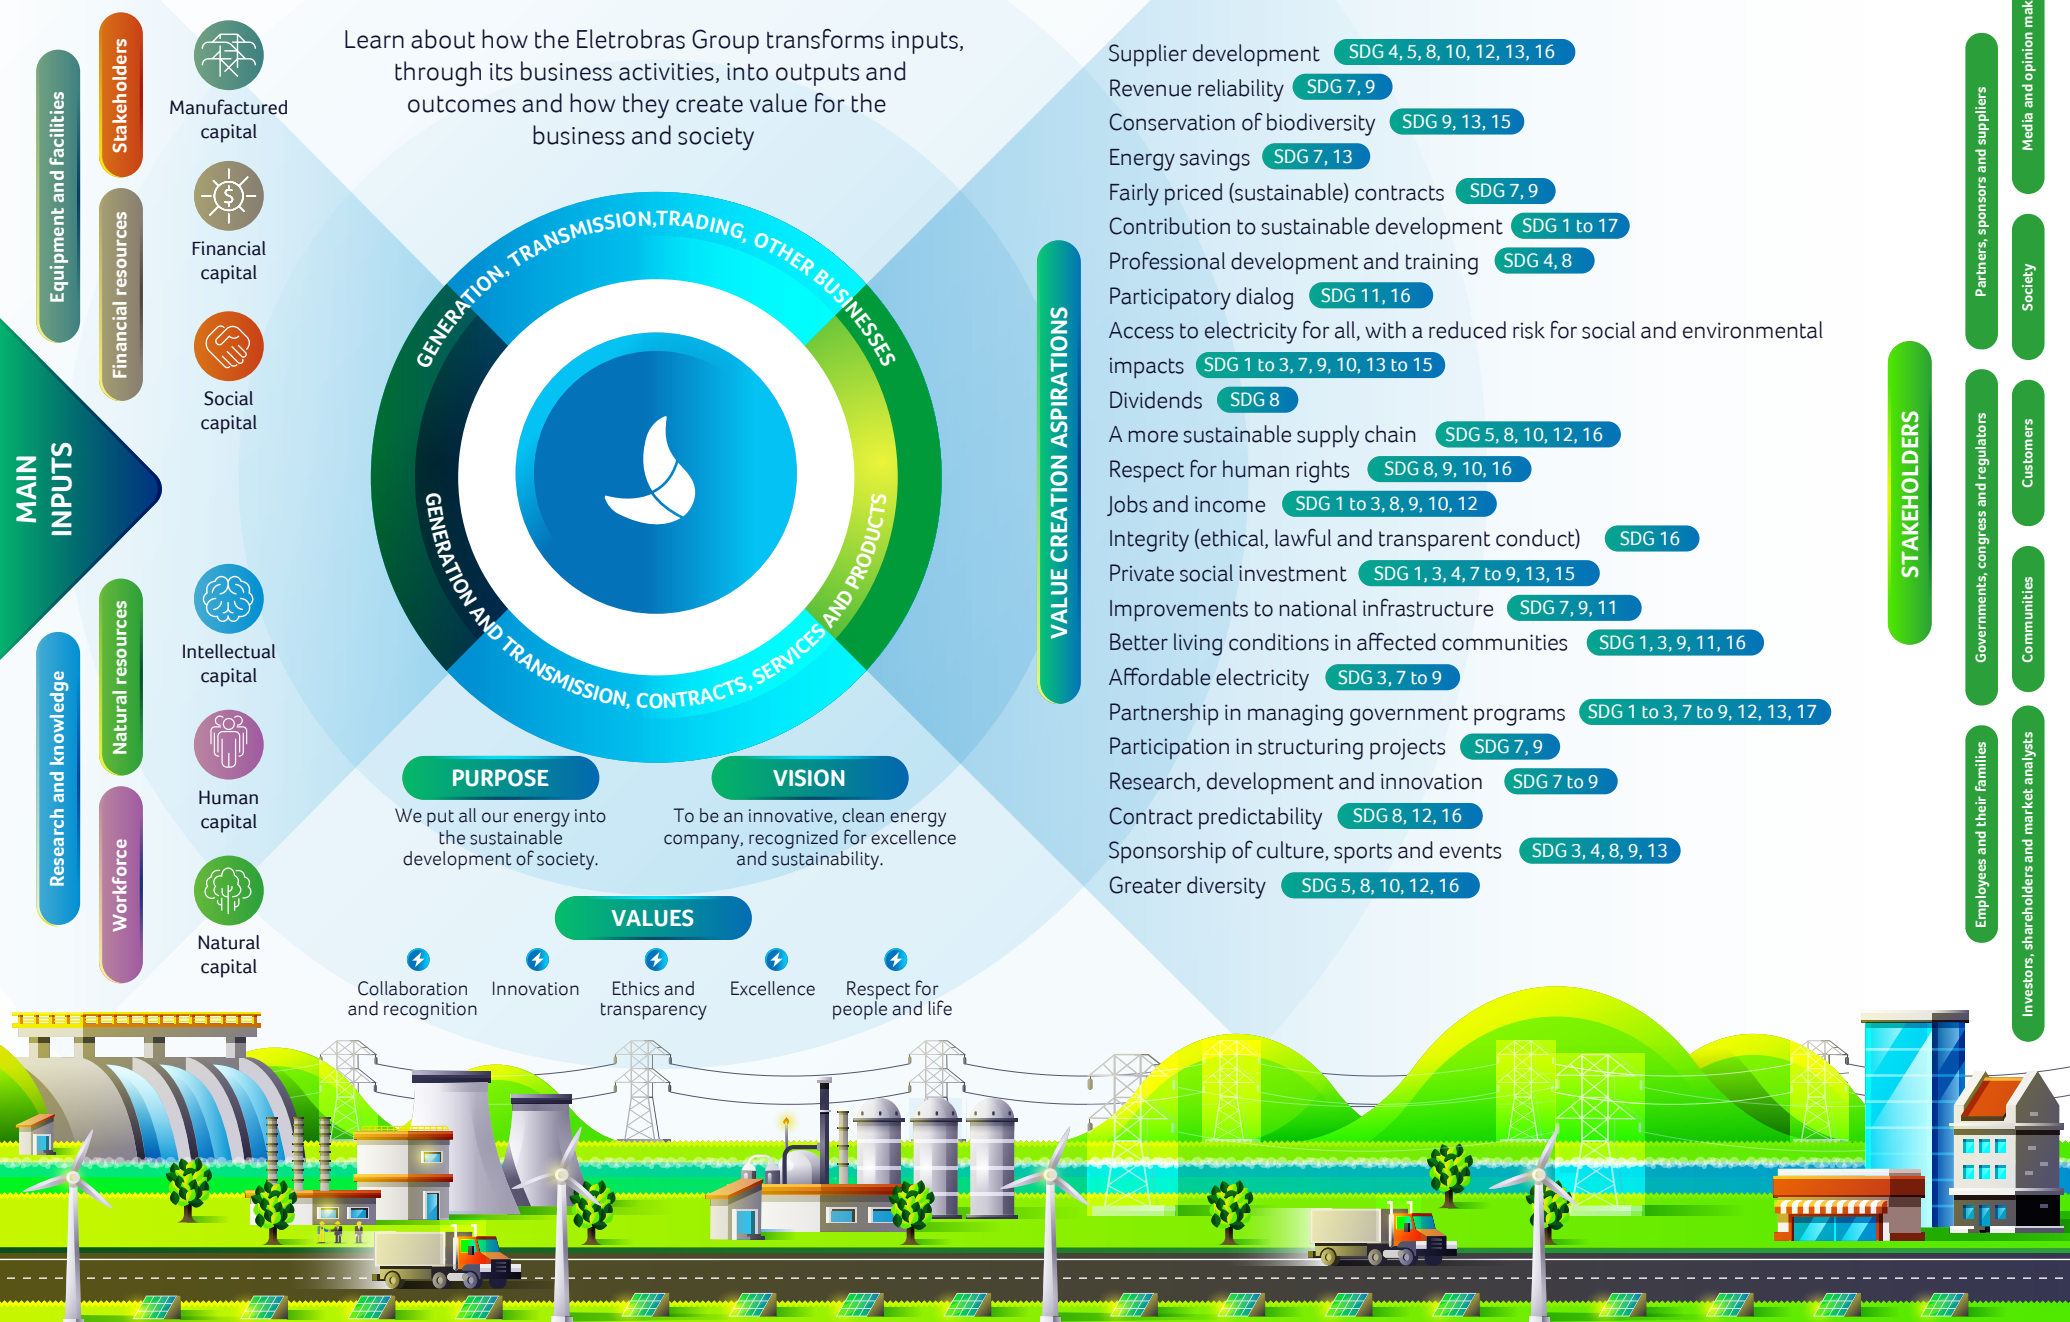 MAIN
INPUTS
Equipment and facilities
Stakeholders
Financial resources
Research and knowledge
Natural resources
Workforce
Manufactured
capital
Financial
capital
Social
capital
Intellectual
capital
Human
capital
Natural
capital
Learn about how the Eletrobras Group transforms inputs,
through its business activities, into outputs and
outcomes and how they create value for the
business and society
GENERATION, TRANSMISSION,TRADING, OTHER BUSINESSES
GENERATION AND TRANSMISSION, CONTRACTS, SERVICES AND PRODUCTS
PURPOSE
We put all our energy into
the sustainable
development of society.
VISION
To be an innovative, clean energy
company, recognized for excellence
and sustainability.
VALUES
Collaboration
and recognition
Innovation
Ethics and
transparency
Excellence
Respect for
people and life
VALUE CREATION ASPIRATIONS
Supplier development SDG 4, 5, 8, 10, 12, 13, 16
Revenue reliability SDG 7, 9
Conservation of biodiversity SDG 9, 13, 15
Energy savings SDG 7, 13
Fairly priced (sustainable) contracts SDG 7, 9
Contribution to sustainable development SDG 1 to 17
Professional development and training SDG 4, 8
Participatory dialog SDG 11, 16
Access to electricity for all, with a reduced risk for social and environmental
impacts SDG 1 to 3, 7, 9, 10, 13 to 15
Dividends SDG 8
A more sustainable supply chain SDG 5, 8, 10, 12, 16
Respect for human rights SDG 8, 9, 10, 16
Jobs and income SDG 1 to 3, 8, 9, 10, 12
Integrity (ethical, lawful and transparent conduct) SDG 16
Private social investment SDG 1, 3, 4, 7 to 9, 13, 15
Improvements to national infrastructure SDG 7, 9, 11
Better living conditions in affected communities SDG 1, 3, 9, 11, 16
Affordable electricity SDG 3, 7 to 9
Partnership in managing government programs SDG 1 to 3, 7 to 9, 12, 13, 17
Participation in structuring projects SDG 7, 9
Research, development and innovation SDG 7 to 9
Contract predictability SDG 8, 12, 16
Sponsorship of culture, sports and events SDG 3, 4, 8, 9, 13
Greater diversity SDG 5, 8, 10, 12, 16
STAKEHOLDERS
Partners, sponsors and suppliers
Governments, congress and regulators
Employees and their families
Media and opinion mak
Society
Customers
Communities
Investors, shareholders and market analysts